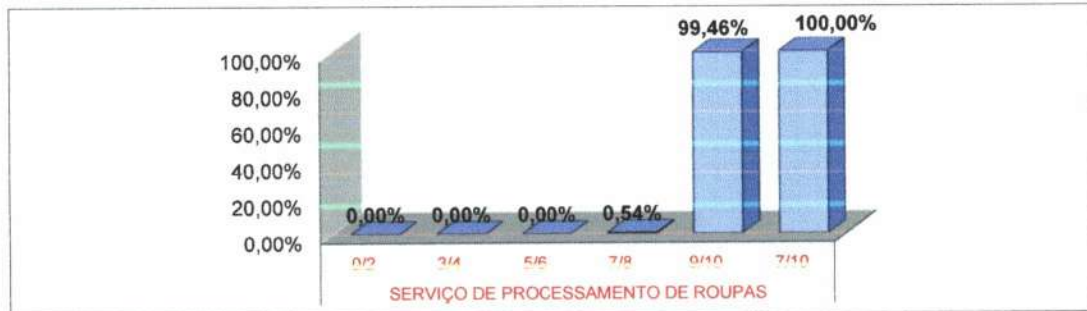 99,46% 100,00%
100,00%
80,00%
60,00%
40,00%
20,00%
0,00%
0,00% 0,00% 0,00% 0,54%
0/2 3/4 5/6 7/8 9/10 7/10
SERVIÇO DE PROCESSAMENTO DE ROUPAS